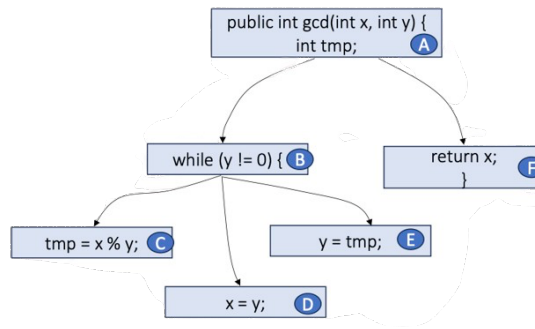 public int gcd(int x, int y) {
int tmp; A
while (y != 0) { B
return x; F
}
tmp = x % y; C
y = tmp; E
x = y; D